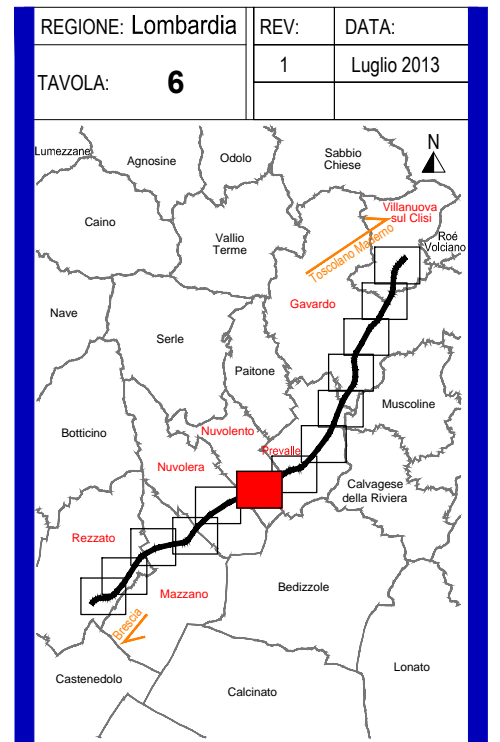 REGIONE: Lombardia
REV:
DATA:
TAVOLA: 6
1
Luglio 2013
Lumezzane
Agnosine
Odolo
Sabbio
Chiese
N
Caino
Vallio
Terme
Villanuova
sul Clisi
Roé
Volciano
Toscolano Maderno
Gavardo
Nave
Serle
Paitone
Muscoline
Botticino
Nuvolento
Prevalle
Nuvolera
Calvagese
della Riviera
Rezzato
Mazzano
Bedizzole
Brescia
Castenedolo
Calcinato
Lonato